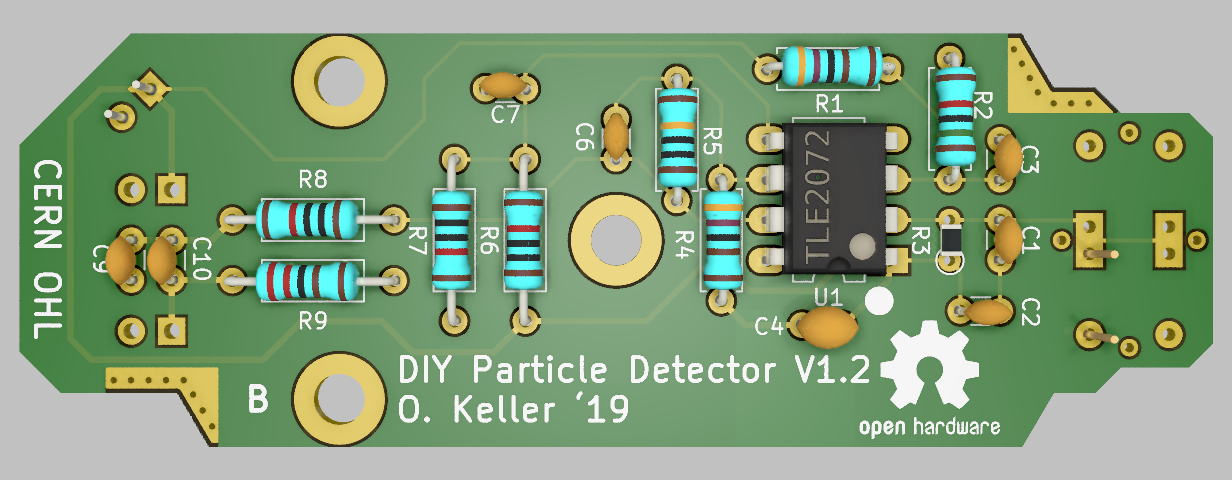 R1
R2
C7
C6
R5
C3
TLE2072
CERN OHL
R8
C9
C10
R7
R6
R4
R3
C1
R9
U1
C4
C2
DIY Particle Detector V1.2
B
O. Keller '19
open hardware